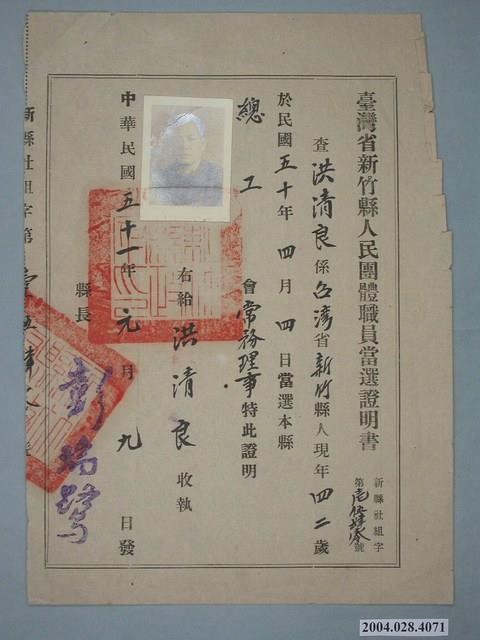 臺灣省新竹縣人民團體職員當選證明書
新縣社組字
第 號
查洪清良係台灣省新竹縣人現年四二歲
於民國五十年四月四日當選本縣
總工會常務理事特此證明
右給洪清良收執
縣長彭瑞鷺
中華民國五十一年元月九日發
新縣社組字第
2004.028.4071